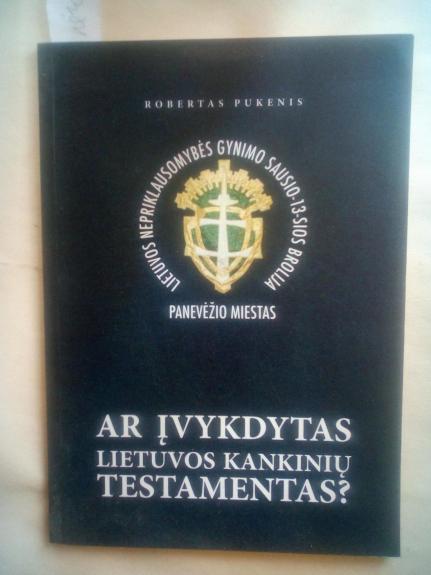 ROBERTAS PUKENIS
LIETUVOS NEPRIKLAUSOMYBĖS GYNIMO SAUSIO-13-SIOS BROLIJA
PANEVĖŽIO MIESTAS
AR ĮVYKDYTAS
LIETUVOS KANKINIŲ
TESTAMENTAS?